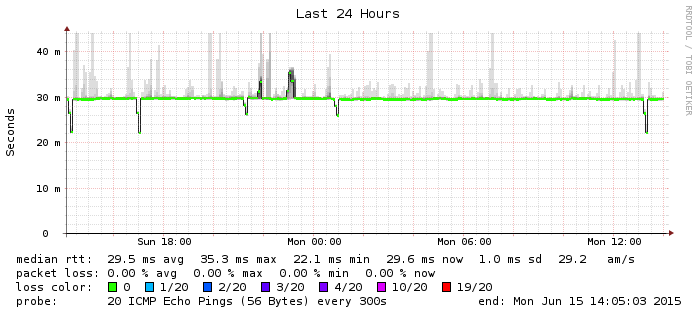 Last 24 Hours
RRDTOOL / TOBI OETIKER
Seconds
40 m
30 m
20 m
10 m
0
Sun 18:00 Mon 00:00 Mon 06:00 Mon 12:00
median rtt: 29.5 ms avg 35.3 ms max 22.1 ms min 29.6 ms now 1.0 ms sd 29.2 am/s
packet loss: 0.00 % avg 0.00 % max 0.00 % min 0.00 % now
loss color: 0 1/20 2/20 3/20 4/20 10/20 19/20
probe: 20 ICMP Echo Pings (56 Bytes) every 300s end: Mon Jun 15 14:05:03 2015